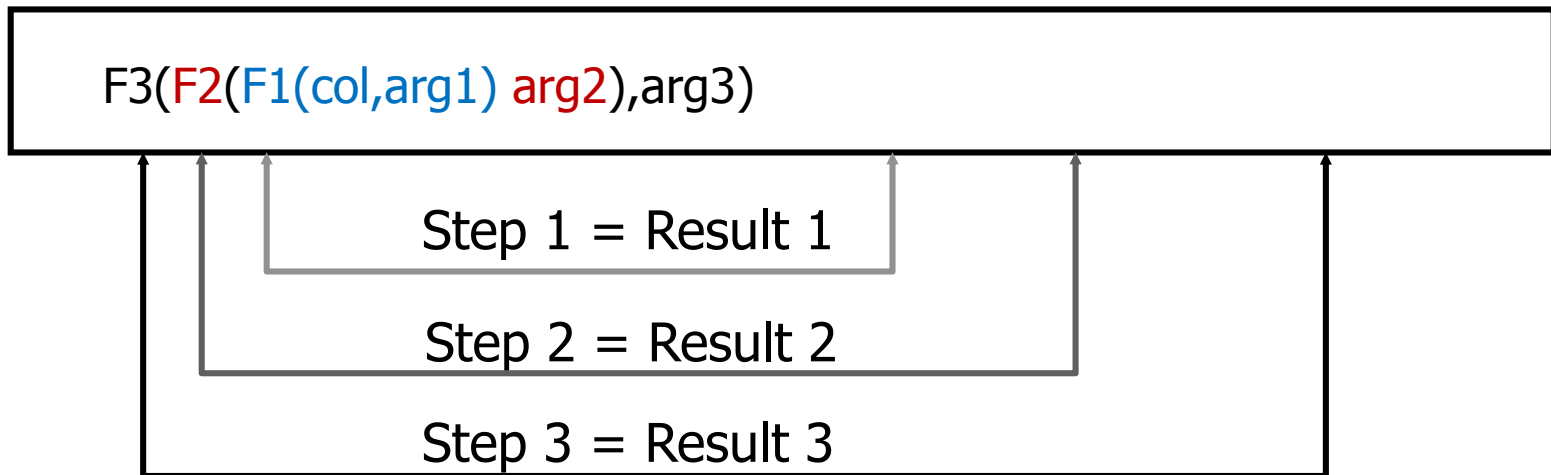 F3(F2(F1(col,arg1) arg2),arg3)
Step 1 = Result 1
Step 2 = Result 2
Step 3 = Result 3